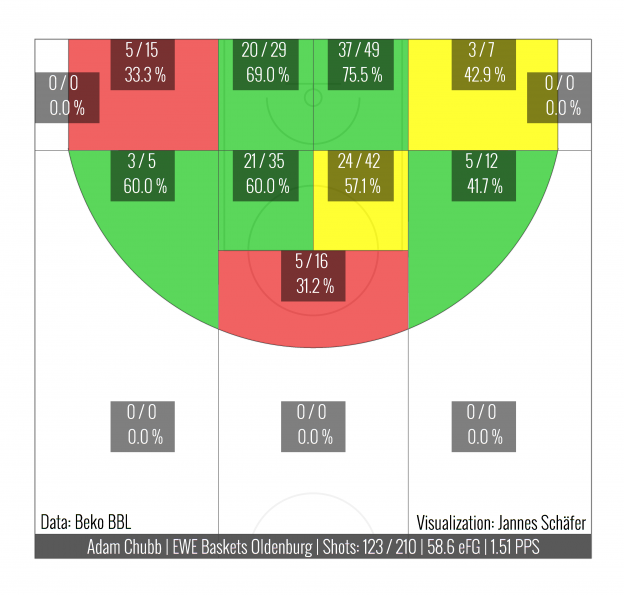 5 / 15
33.3 %
20 / 29
69.0 %
37 / 49
75.5 %
3 / 7
42.9 %
0 / 0
0.0 %
0 / 0
0.0 %
3 / 5
60.0 %
21 / 35
60.0 %
24 / 42
57.1 %
5 / 12
41.7 %
5 / 16
31.2 %
0 / 0
0.0 %
0 / 0
0.0 %
0 / 0
0.0 %
Data: Beko BBL
Visualization: Jannes Schäfer
Adam Chubb | EWE Baskets Oldenburg | Shots: 123 / 210 | 58.6 eFG | 1.51 PPS